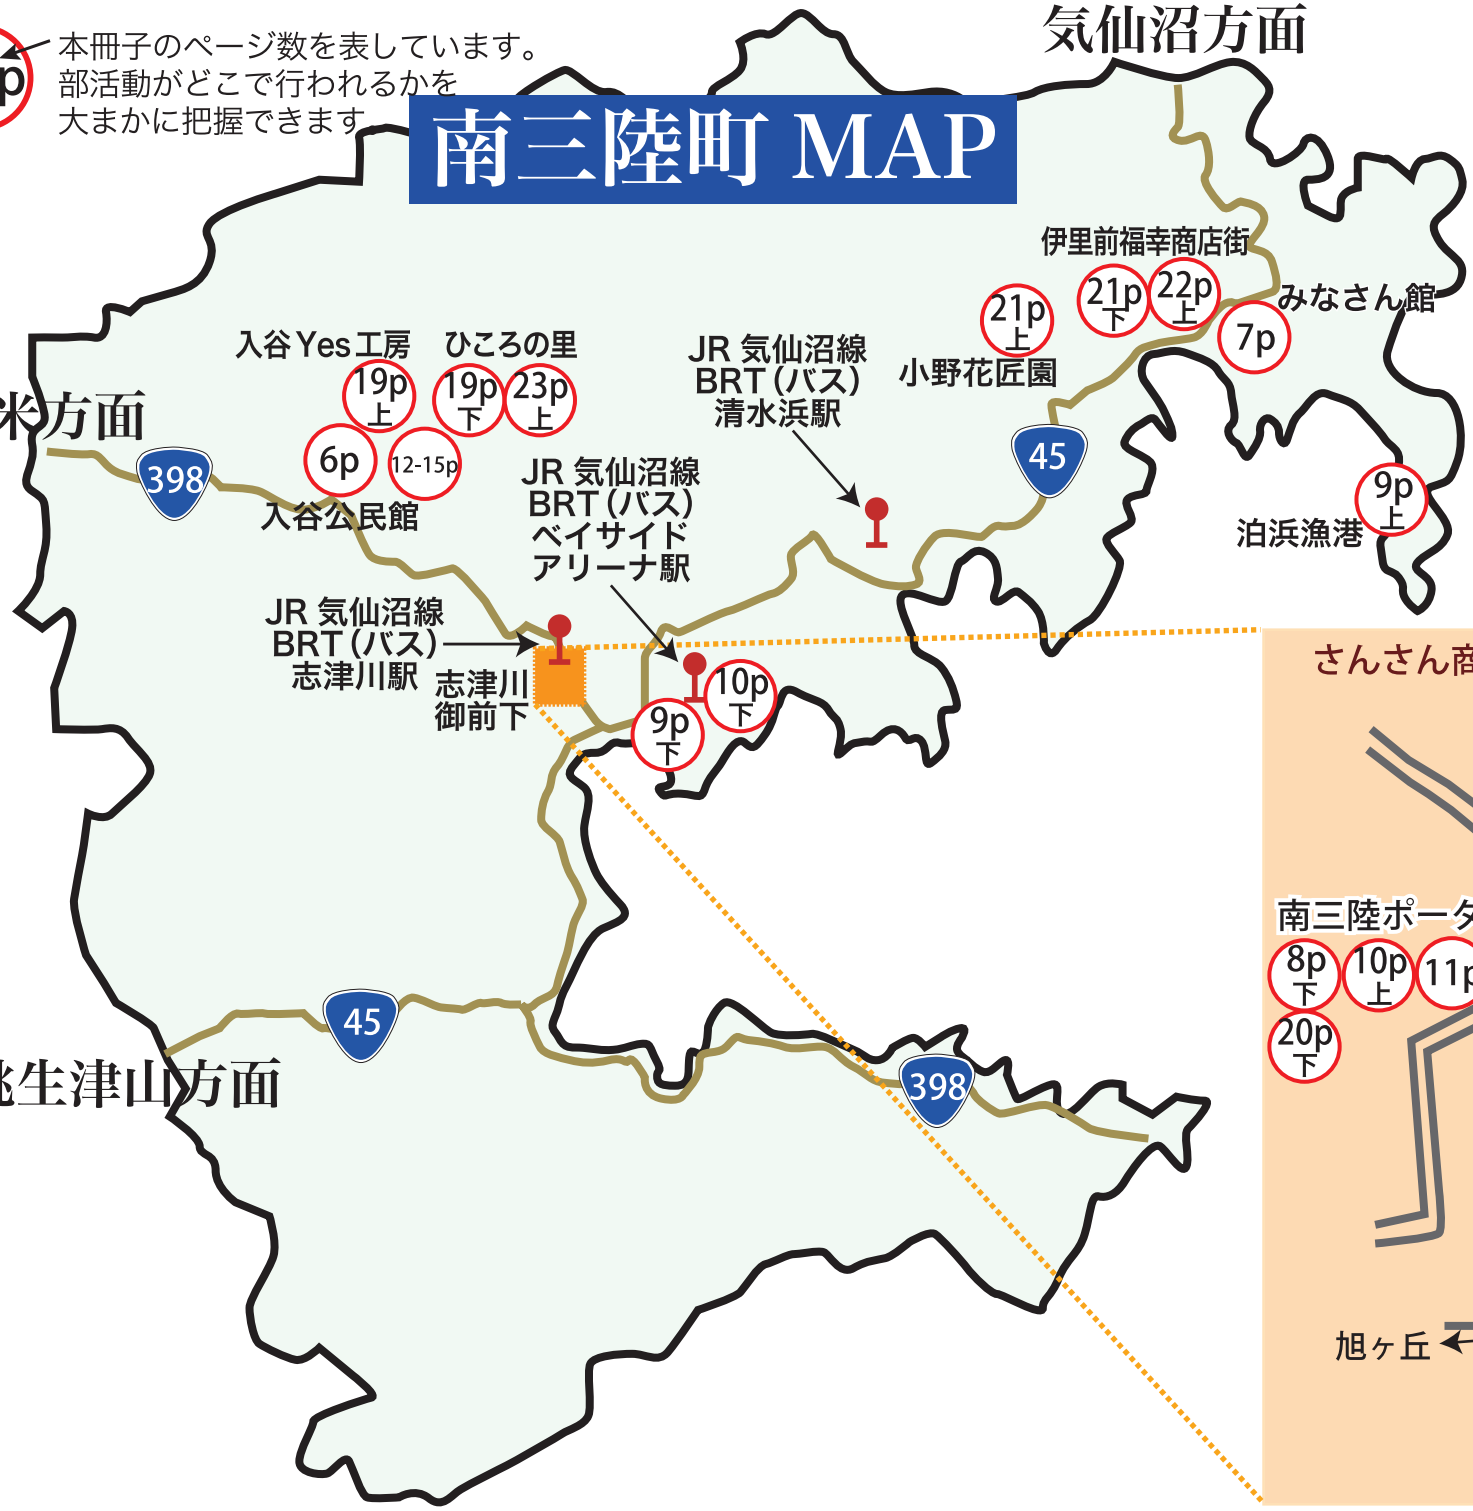 p
本冊子のページ数を表しています。
部活動がどこで行われるかを
大まかに把握できます
気仙沼方面
南三陸町 MAP
伊里前福幸商店街
21p
下
22p
上
みなさん館
7p
21p
上
小野花匠園
入谷 Yes 工房
19p
上
ひころの里
19p
下
23p
上
JR 気仙沼線
BRT(バス)
清水浜駅
米方面
398
6p
12-15p
入谷公民館
45
JR 気仙沼線
BRT(バス)
ベイサイド
アリーナ駅
9p
上
泊浜漁港
JR 気仙沼線
BRT(バス)
志津川駅
志津川
御前下
10p
下
9p
下
さんさん商
南三陸ポータ
8p
下
10p
上
11p
20p
下
45
生津山方面
398
旭ヶ丘